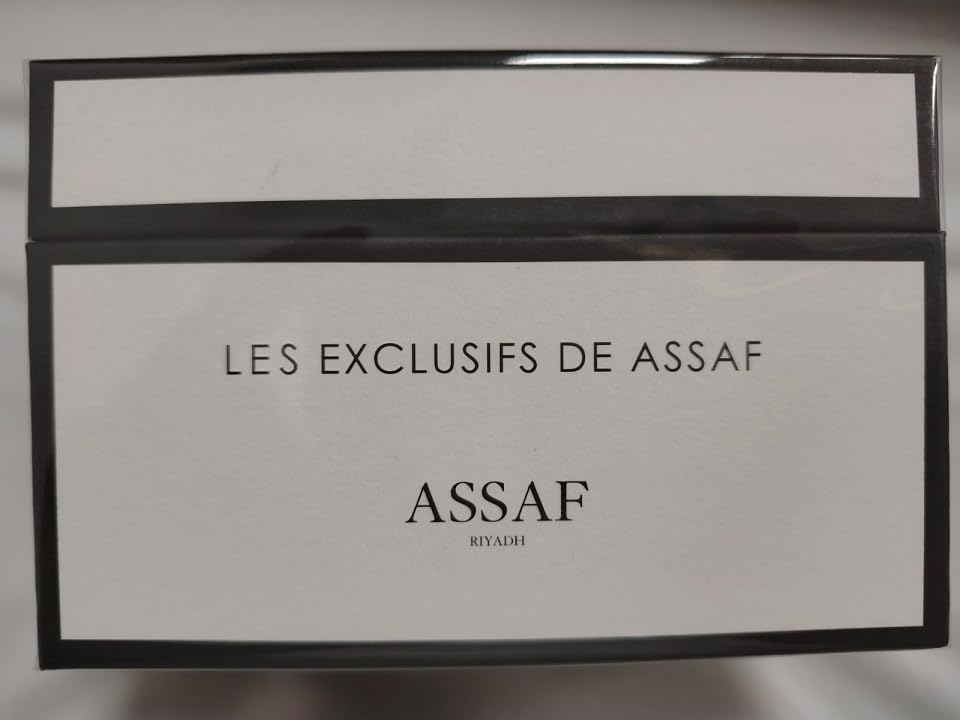 LES EXCLUSIFS DE ASSAF
ASSAF
RIYADH